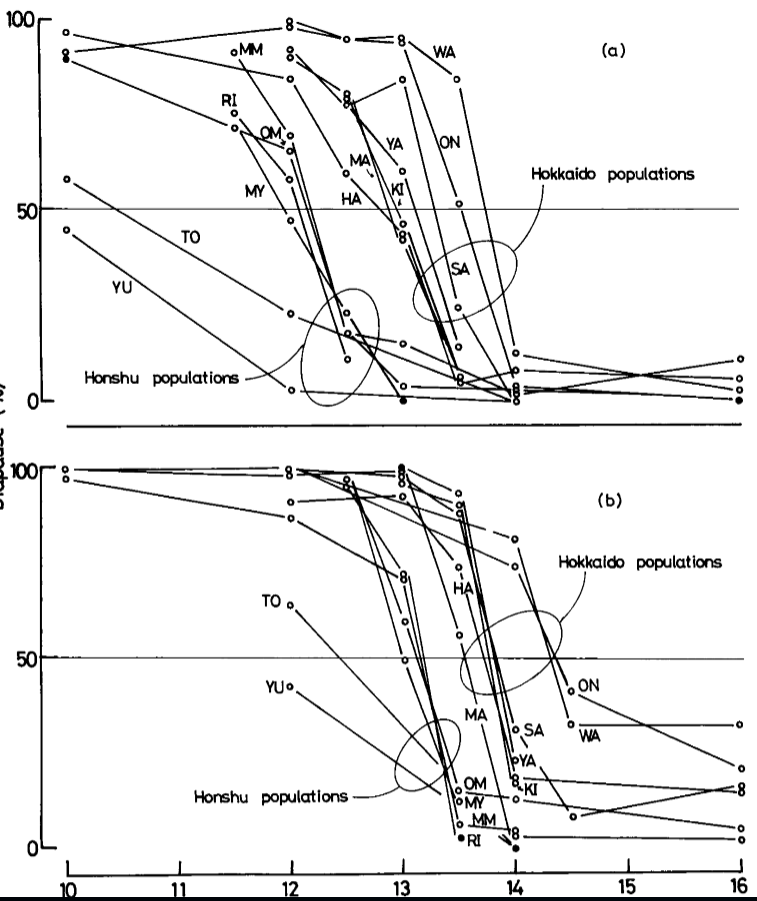 100
(a)
MM
WA
RI
OM
YA
ON
MA
KI
Hokkaido populations
MY
HA
50
TO
SA
YU
Honshu populations
0
100
(b)
Hokkaido populations
HA
TO
50
YU
ON
MA
SA
WA
YA
OM
KI
Honshu populations
MY
MM
RI
0
10 11 12 13 14 15 16